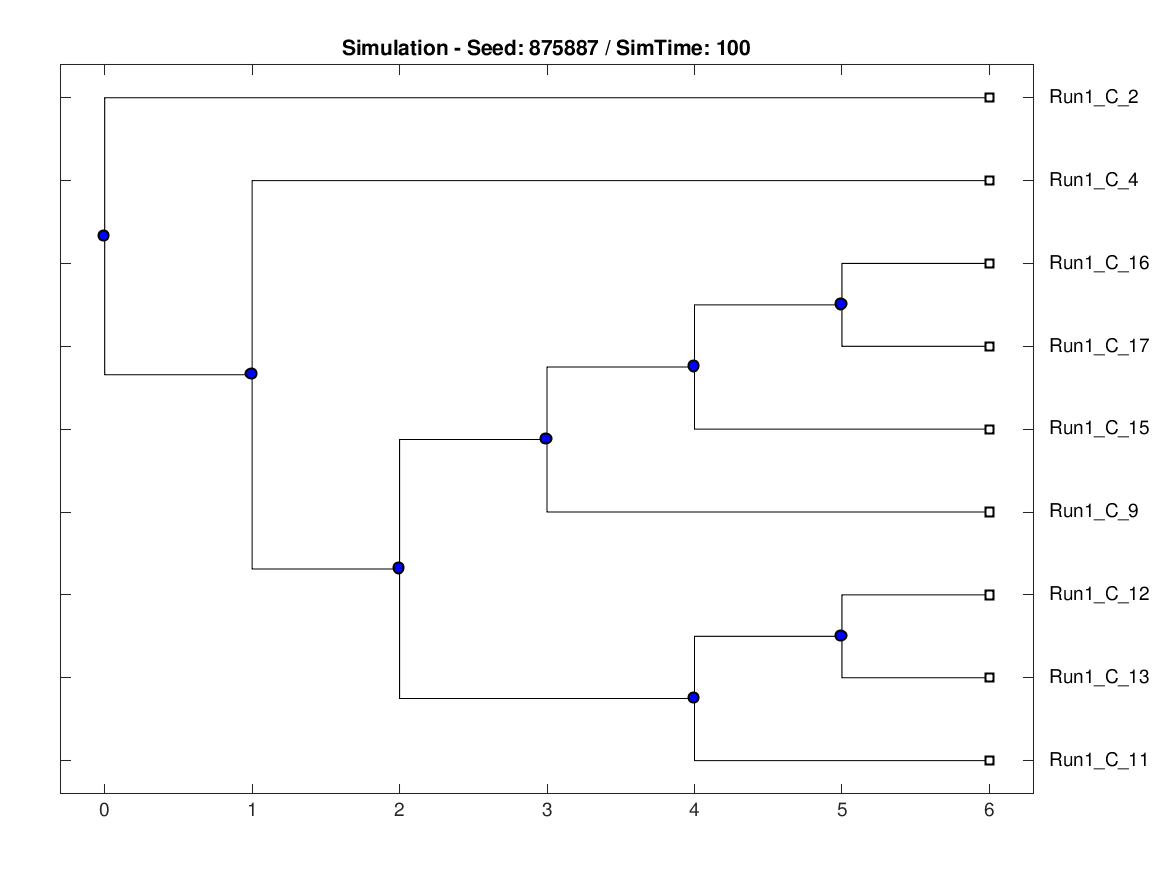 Simulation - Seed: 875887 / SimTime: 100
Run1_C_2
Run1_C_4
Run1_C_16
Run1_C_17
Run1_C_15
Run1_C_9
Run1_C_12
Run1_C_13
Run1_C_11
0 1 2 3 4 5 6